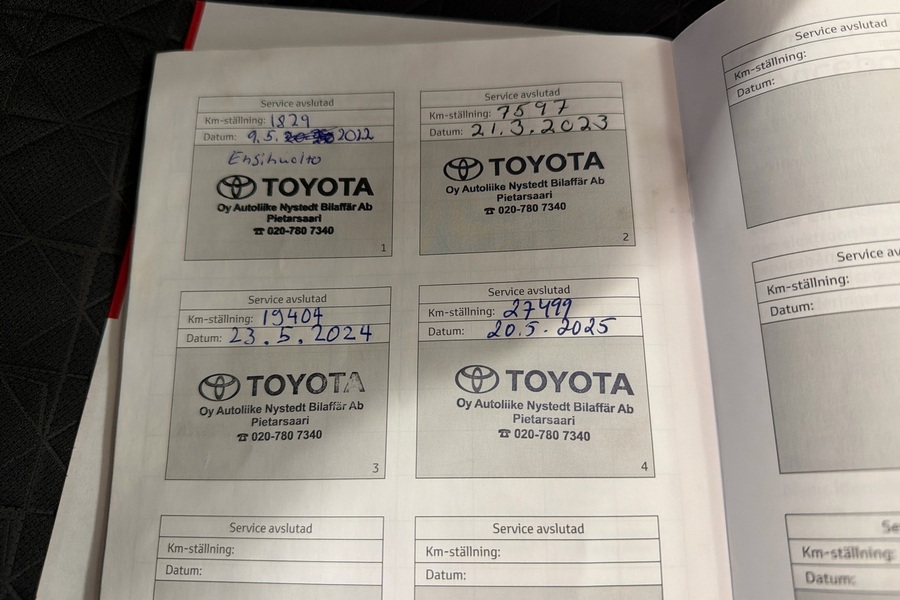 Service avslutad
Km-ställning: 1829
Datum: 9.5. 2022
Ensihuolto
TOYOTA
Oy Autoliike Nystedt Bilaffär Ab
Pietarsaari
☎ 020-780 7340
1
Service avslutad
Km-ställning: 7597
Datum: 21.3.2023
TOYOTA
Oy Autoliike Nystedt Bilaffär Ab
Pietarsaari
☎ 020-780 7340
2
Service avslutad
Km-ställning: 19404
Datum: 23.5.2024
TOYOTA
Oy Autoliike Nystedt Bilaffär Ab
Pietarsaari
☎ 020-780 7340
3
Service avslutad
Km-ställning: 27499
Datum: 20.5.2025
TOYOTA
Oy Autoliike Nystedt Bilaffär Ab
Pietarsaari
☎ 020-780 7340
4
Service avslutad
Km-ställning:
Datum:
Service avslutad
Km-ställning:
Datum:
Service avslutad
Km-ställning:
Datum:
Service av
Km-ställning:
Datum:
Se
Km-ställning:
Datum: